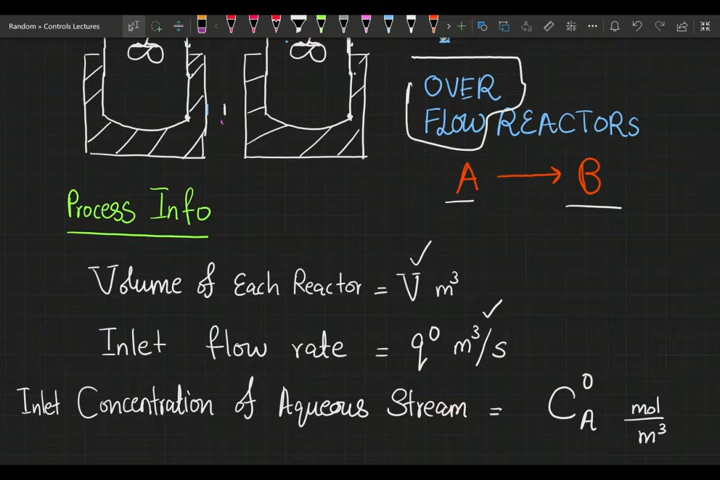 Random » Controls Lectures
OVER
FLOW REACTORS
A → B
Process Info
Volume of Each Reactor = V m³
Inlet flow rate = q⁰ m³/s
Inlet Concentration of Aqueous Stream = C_A⁰ mol/m³